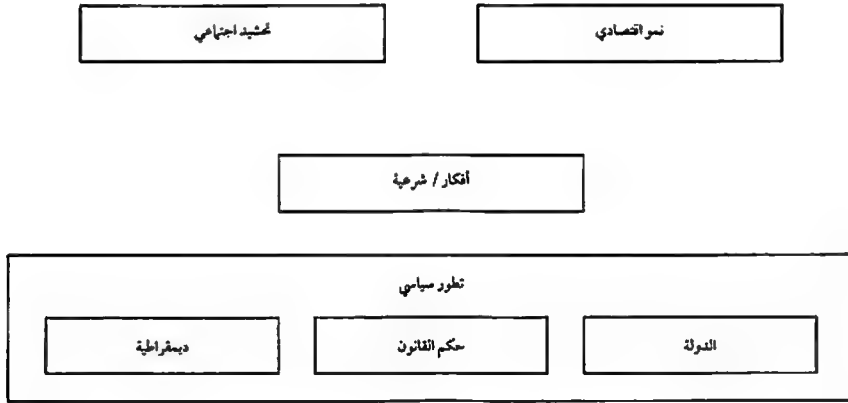 نمو اقتصادي
تحشيد اجتماعي
أفكار / شرعية
تطور سياسي
الدولة
حكم القانون
ديمقراطية